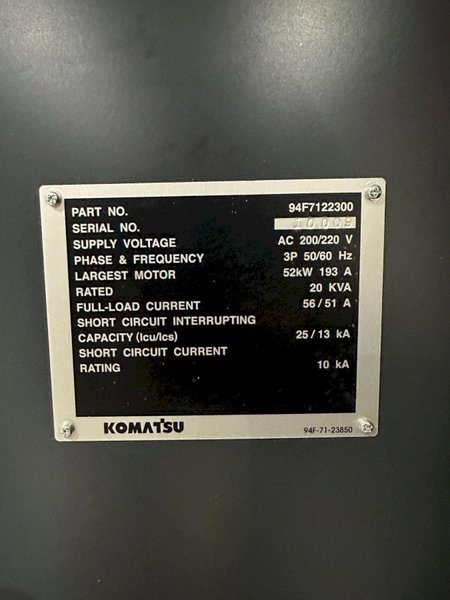 PART NO. 94F7122300
SERIAL NO. 10009
SUPPLY VOLTAGE AC 200/220 V
PHASE & FREQUENCY 3P 50/60 Hz
LARGEST MOTOR 52kW 193 A
RATED 20 KVA
FULL-LOAD CURRENT 56/51 A
SHORT CIRCUIT INTERRUPTING
CAPACITY (Icu/Ics) 25/13 kA
SHORT CIRCUIT CURRENT
RATING 10 kA
KOMATSU 94F-71-23850